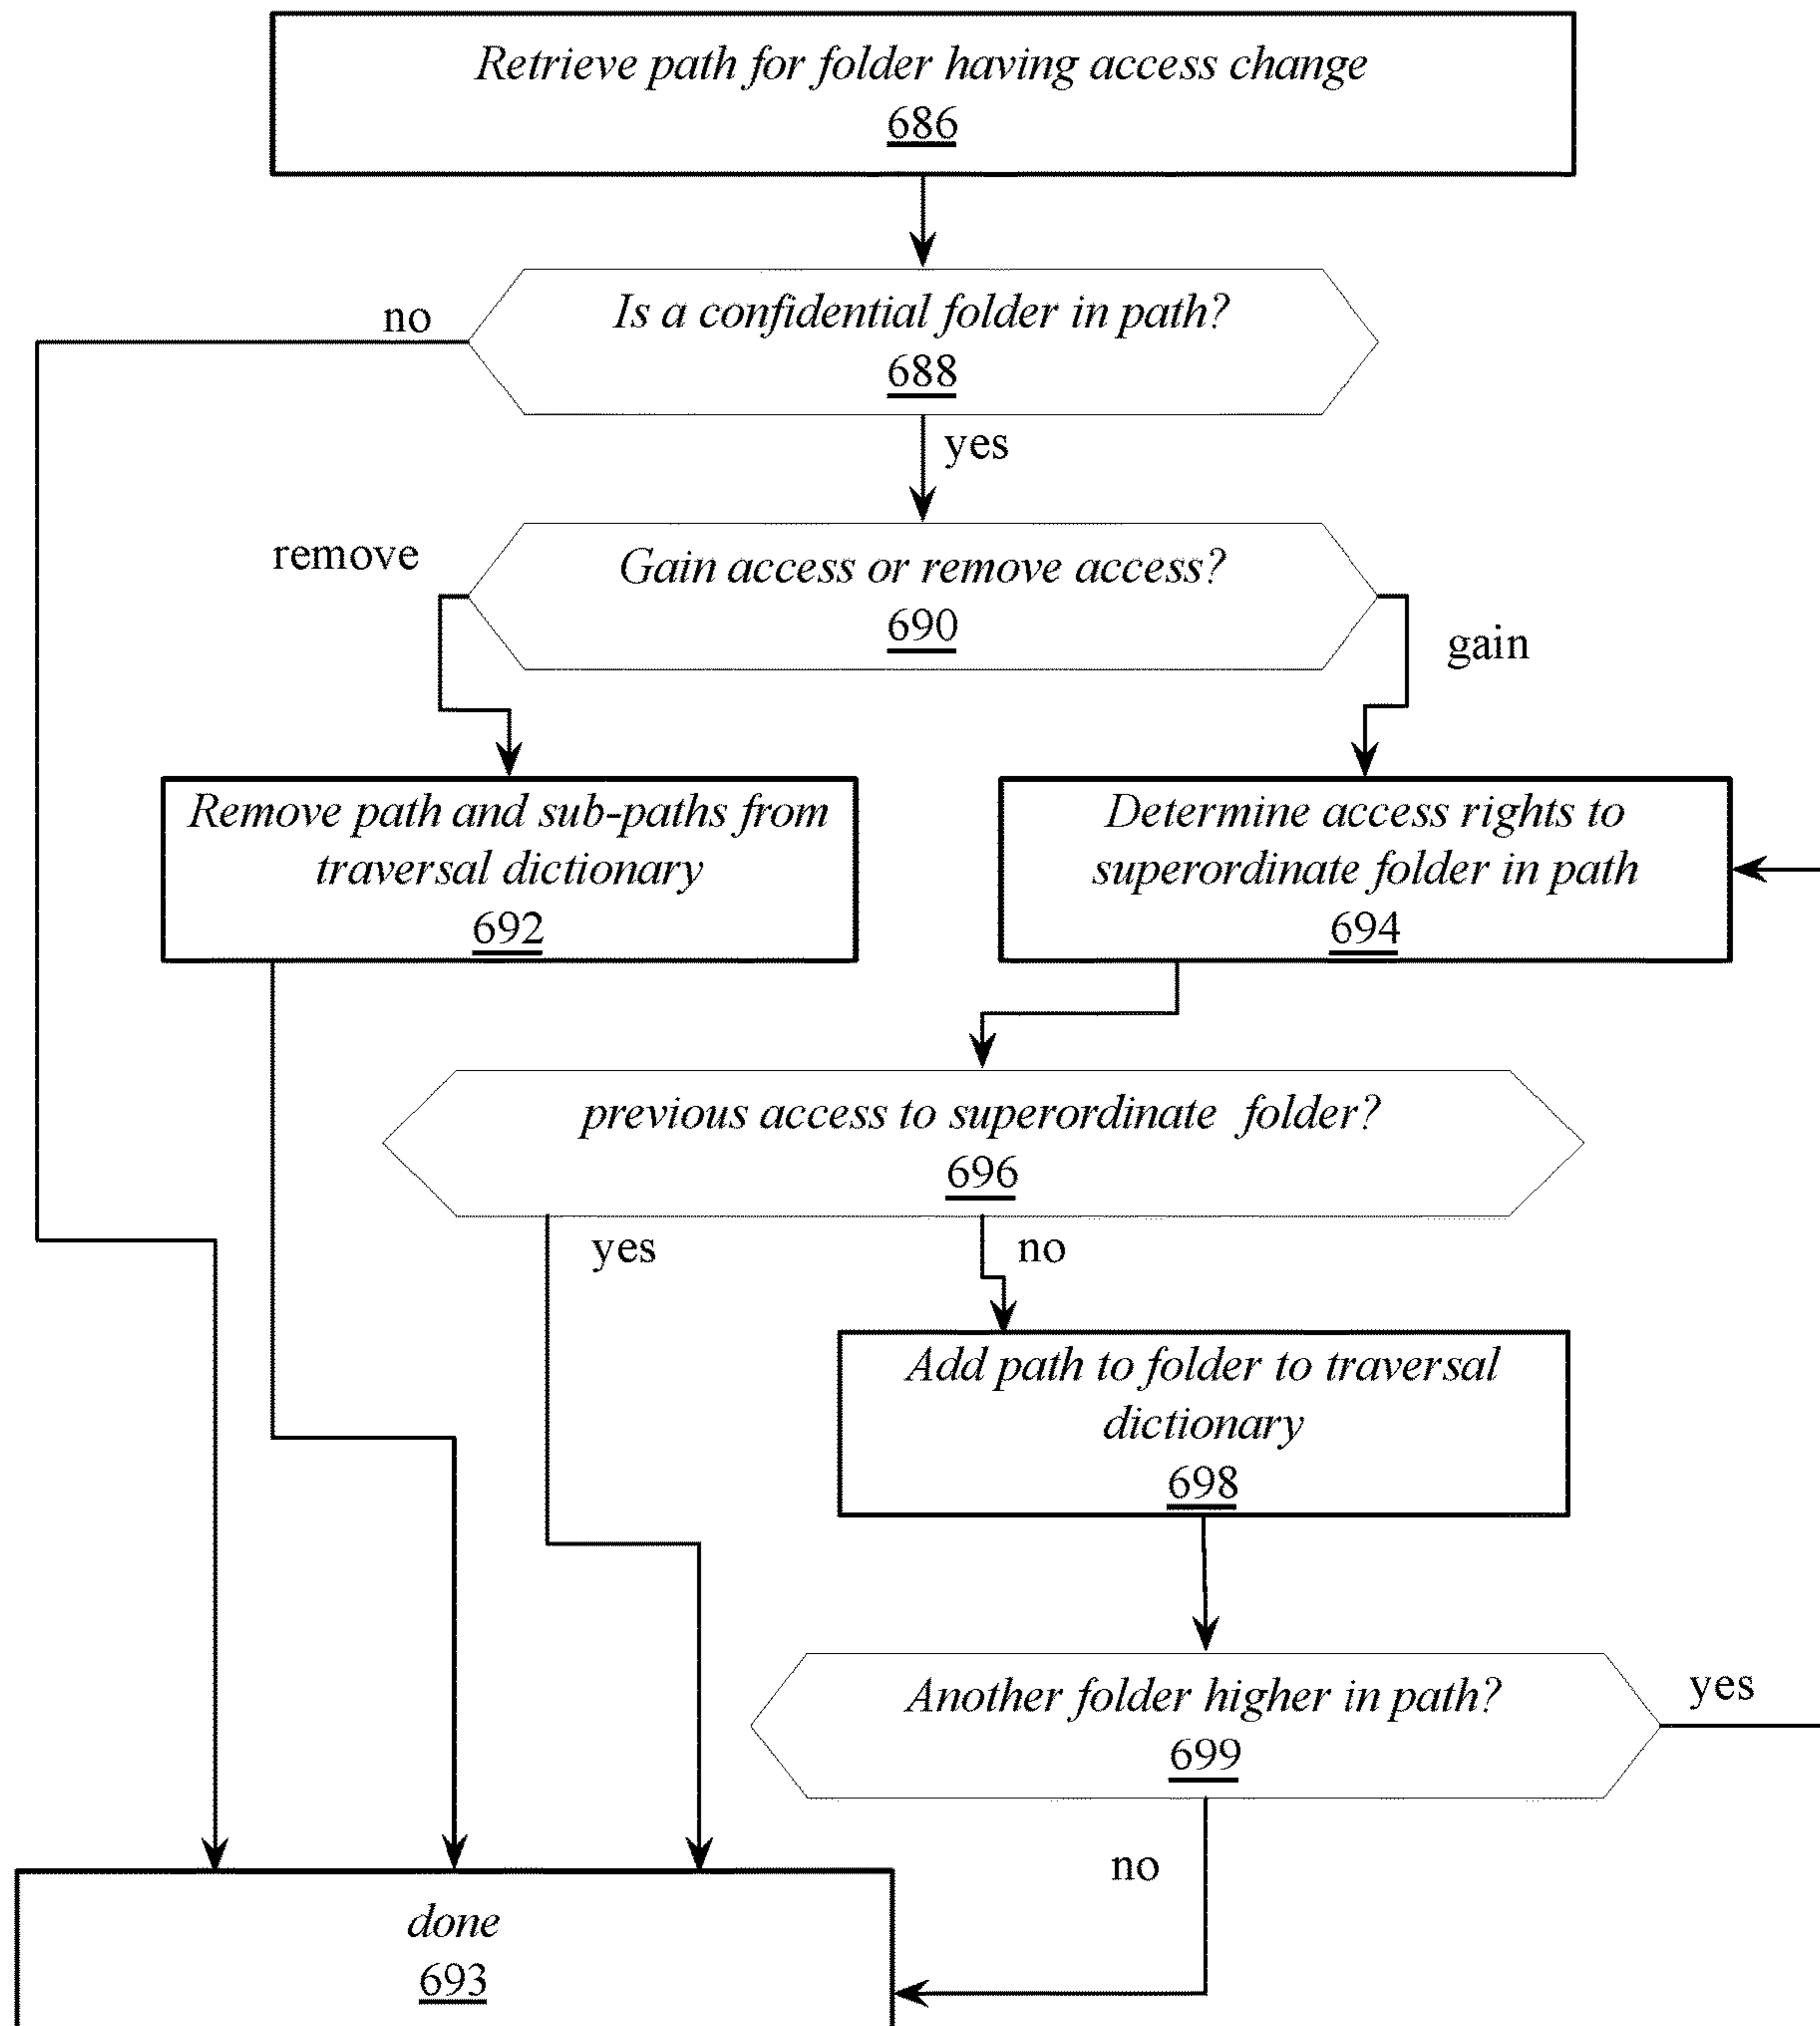 Retrieve path for folder having access change
686
Is a confidential folder in path?
688
no
yes
Gain access or remove access?
690
remove
gain
Remove path and sub-paths from
traversal dictionary
692
Determine access rights to
superordinate folder in path
694
previous access to superordinate folder?
696
yes
no
Add path to folder to traversal
dictionary
698
Another folder higher in path?
699
yes
no
done
693